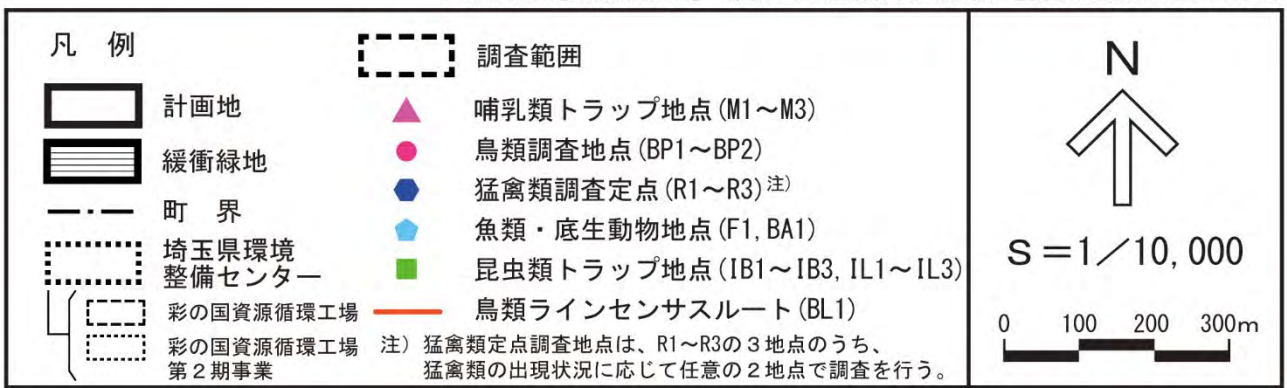 凡 例
計画地
緩衝緑地
町 界
埼玉県環境
整備センター
彩の国資源循環工場
彩の国資源循環工場
第2期事業
調査範囲
哺乳類トラップ地点(M1～M3)
鳥類調査地点(BP1～BP2)
猛禽類調査定点(R1～R3)注)
魚類・底生動物地点(F1,BA1)
昆虫類トラップ地点(IB1～IB3,IL1～IL3)
鳥類ラインセンサスルート(BL1)
注) 猛禽類定点調査地点は、R1～R3の3地点のうち、
猛禽類の出現状況に応じて任意の2地点で調査を行う。
N
S=1／10,000
0 100 200 300m